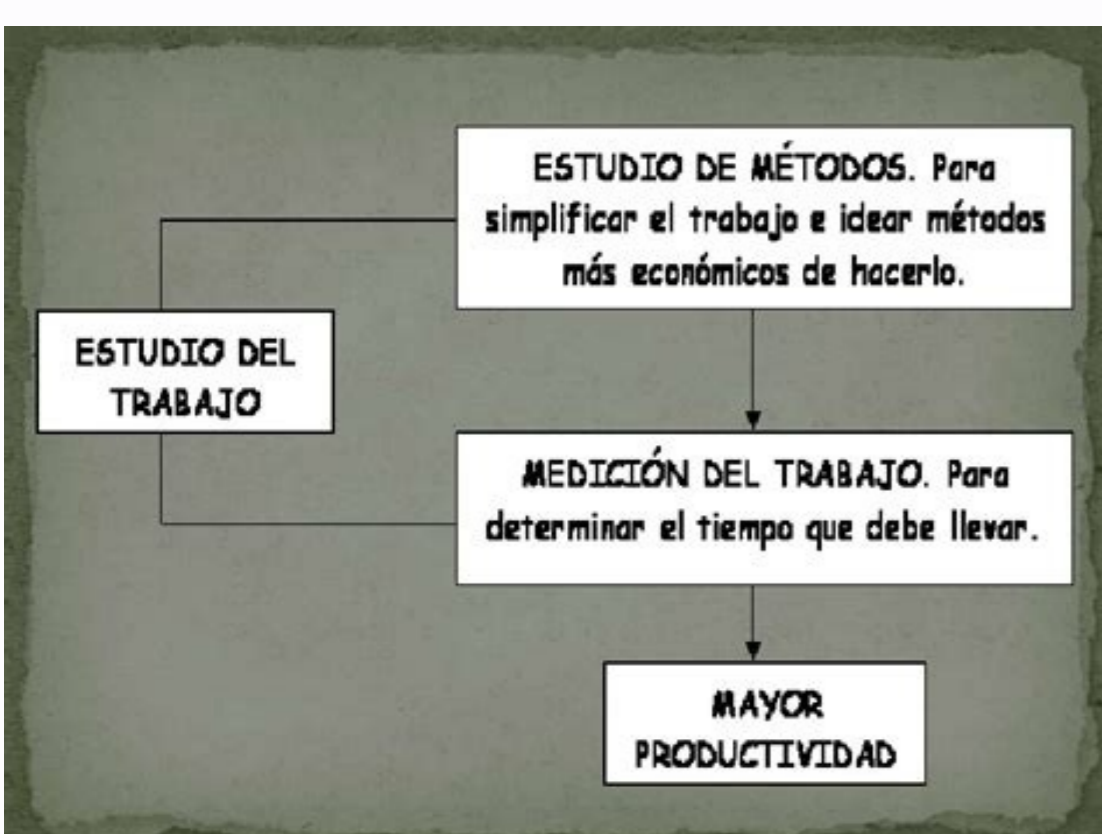 ESTUDIO DE MÉTODOS. Para
simplificar el trabajo e idear métodos
más económicos de hacerlo.
ESTUDIO DEL
TRABAJO
MEDICIÓN DEL TRABAJO. Para
determinar el tiempo que debe llevar.
MAYOR
PRODUCTIVIDAD